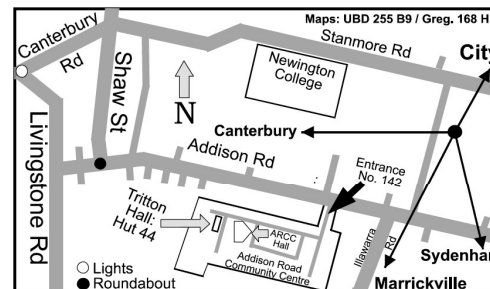 Maps: UBD 255 B9 / Greg. 168 H
Canterbury
Rd
Stanmore Rd
City
Newington
College
Shaw St
N
Canterbury
Addison Rd
Livingstone Rd
Entrance
No. 142
Tritton
Hall:
Hut 44
ARCC
Hall
Addison Road
Community Centre
Illawarra
Rd
Sydenham
Marrickville
Lights
Roundabout